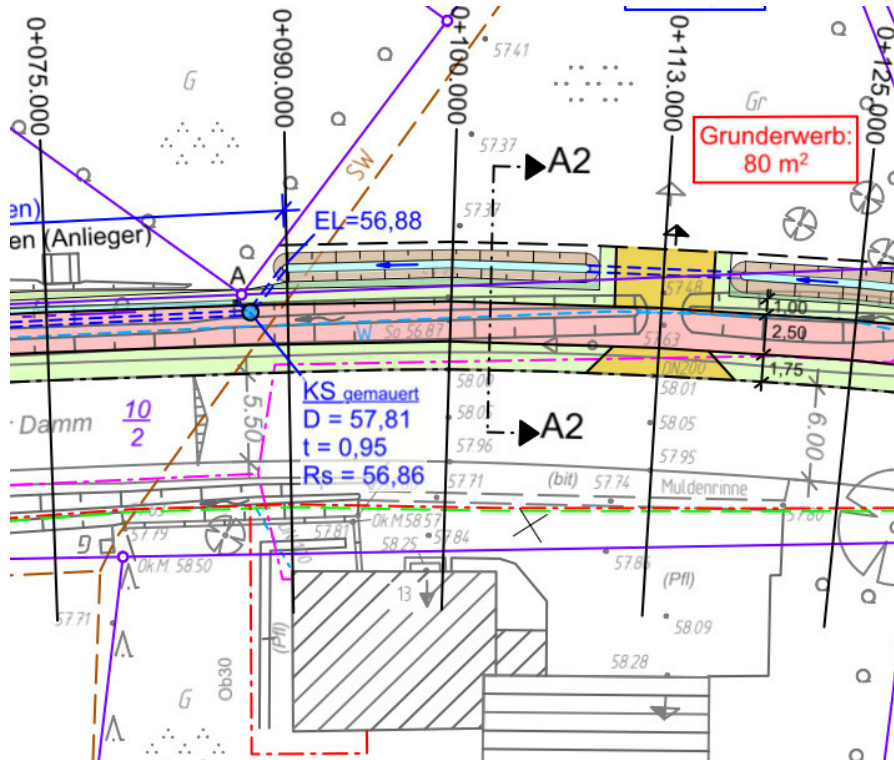 0+075.000
0+090.000
0+100.000
0+113.000
0+125.000
57.41
G
Gr
Grunderwerb:
80 m²
SW
57.37
A2
57.37
en)
EL=56,88
en (Anlieger)
A
57.48
1,00
W
So 56.87
57.63
2,50
DN200
1,75
58.00
58.01
KS gemauert
D = 57,81
t = 0,95
Rs = 56,86
5.50
6.00
Damm
10
2
58.05
58.05
A2
57.96
57.95
57.71
(bit)
57.74
Muldenrinne
57.80
57.79
OkM 58.57
57.81
57.84
58.25
G
OkM 58.50
57.86
(Pfl)
13
57.71
58.09
(Pfl)
58.28
G
Ob30